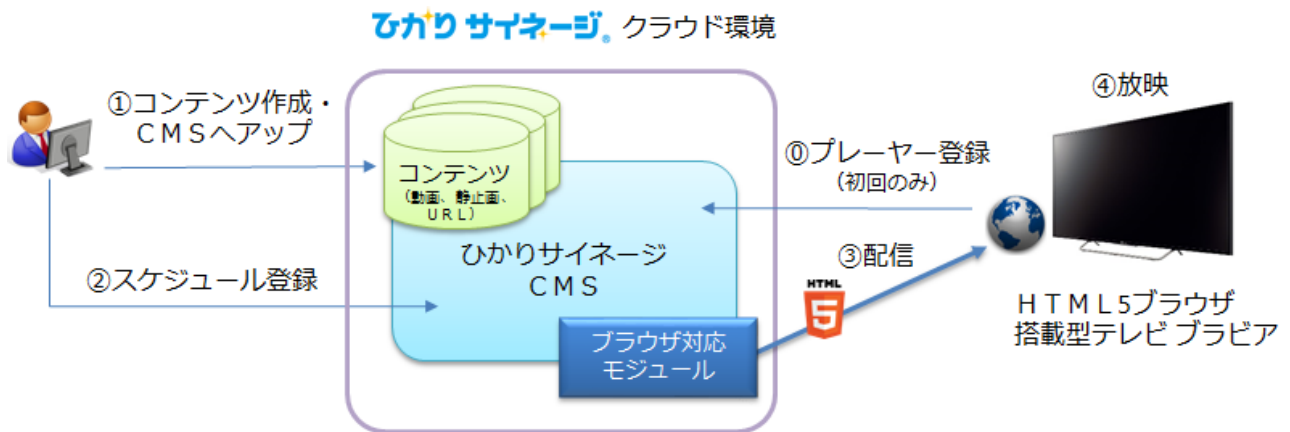 ひかりサイネージ® クラウド環境
①コンテンツ作成・
ＣＭＳへアップ
コンテンツ
（動画、静止画、
ＵＲＬ）
②スケジュール登録
ひかりサイネージ
ＣＭＳ
ブラウザ対応
モジュール
⓪プレーヤー登録
（初回のみ）
③配信
HTML
5
④放映
ＨＴＭＬ5ブラウザ
搭載型テレビ ブラビア